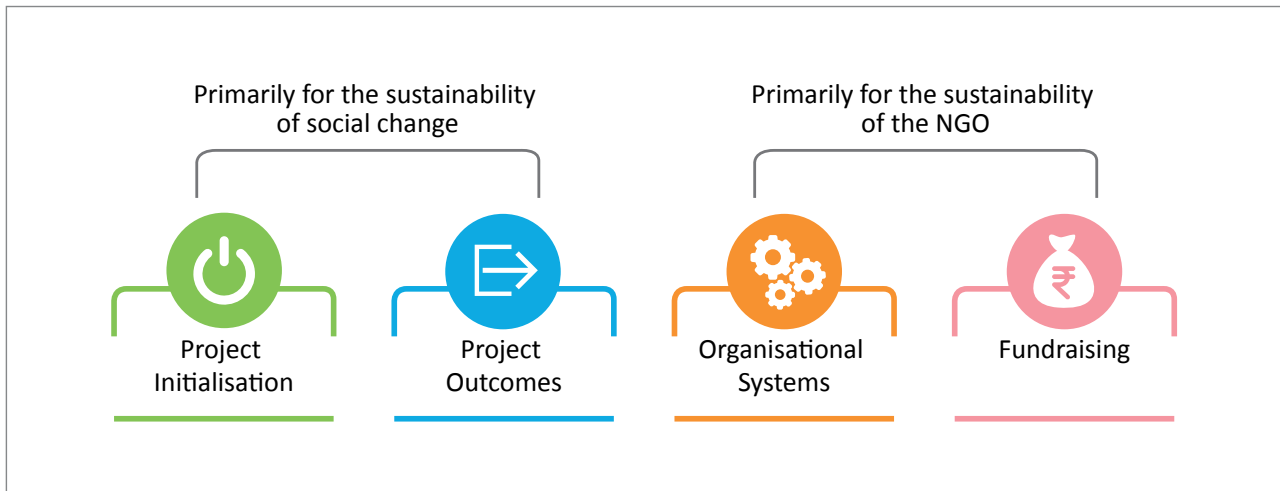 Primarily for the sustainability
of social change
Primarily for the sustainability
of the NGO
Project
Initialisation
Project
Outcomes
Organisational
Systems
Fundraising
₹